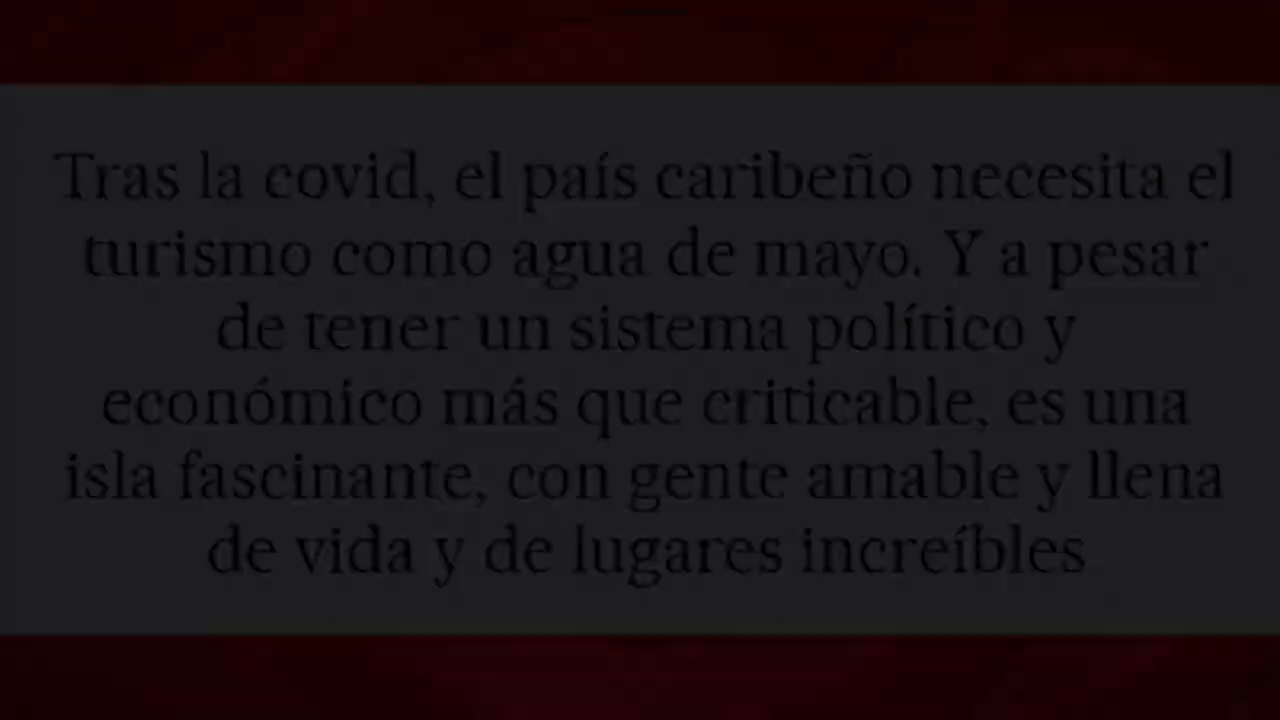 Tras la covid, el país caribeño necesita el
turismo como agua de mayo. Y a pesar
de tener un sistema político y
económico más que criticable, es una
isla fascinante, con gente amable y llena
de vida y de lugares increíbles